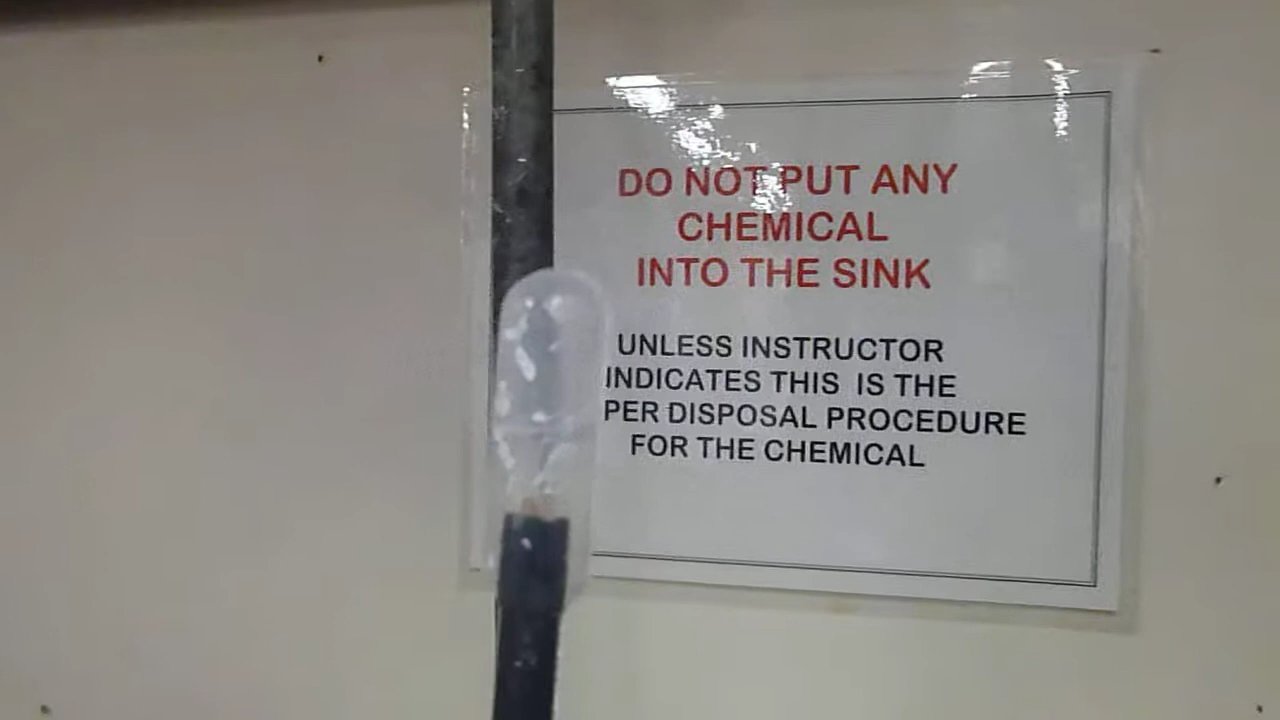 DO NOT PUT ANY
CHEMICAL
INTO THE SINK
UNLESS INSTRUCTOR
INDICATES THIS IS THE
PER DISPOSAL PROCEDURE
FOR THE CHEMICAL